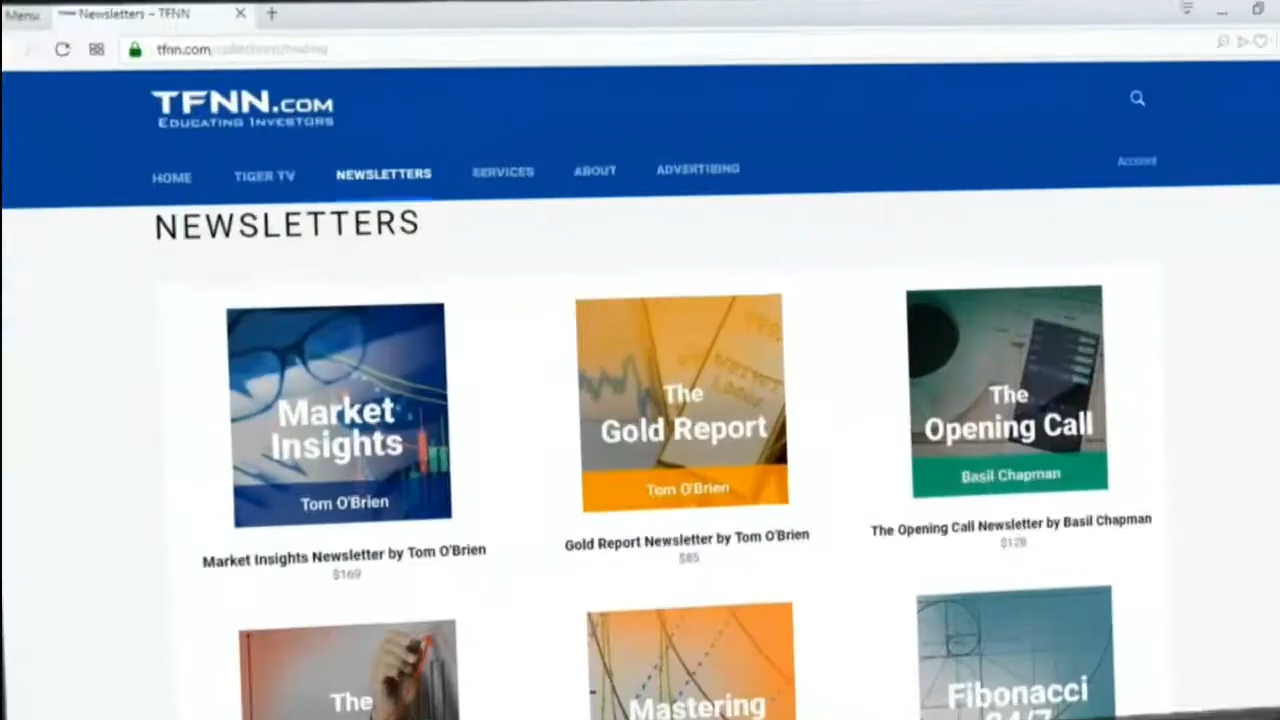 Menu
Newsletters – TFNN
tfnn.com
TFNN.COM
EDUCATING INVESTORS
HOME
TIGER TV
NEWSLETTERS
SERVICES
ABOUT
ADVERTISING
Account
NEWSLETTERS
Market
Insights
Tom O'Brien
Market Insights Newsletter by Tom O'Brien
$169
The
Gold Report
Tom O'Brien
Gold Report Newsletter by Tom O'Brien
$85
The
Opening Call
Basil Chapman
The Opening Call Newsletter by Basil Chapman
The
Mastering
Fibonacci
24/7